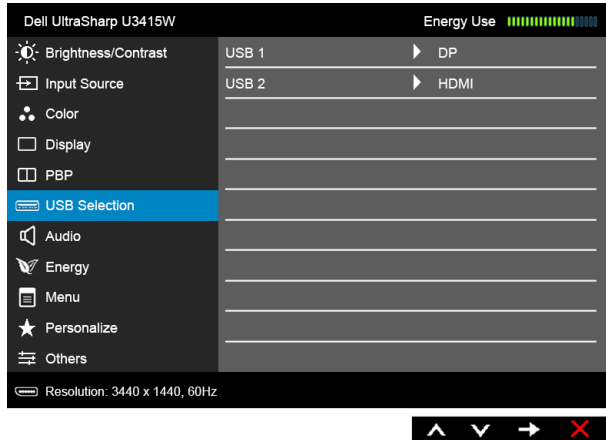 Dell UltraSharp U3415W
Energy Use
Brightness/Contrast
USB 1
DP
Input Source
USB 2
HDMI
Color
Display
PBP
USB Selection
Audio
Energy
Menu
Personalize
Others
Resolution: 3440 x 1440, 60Hz